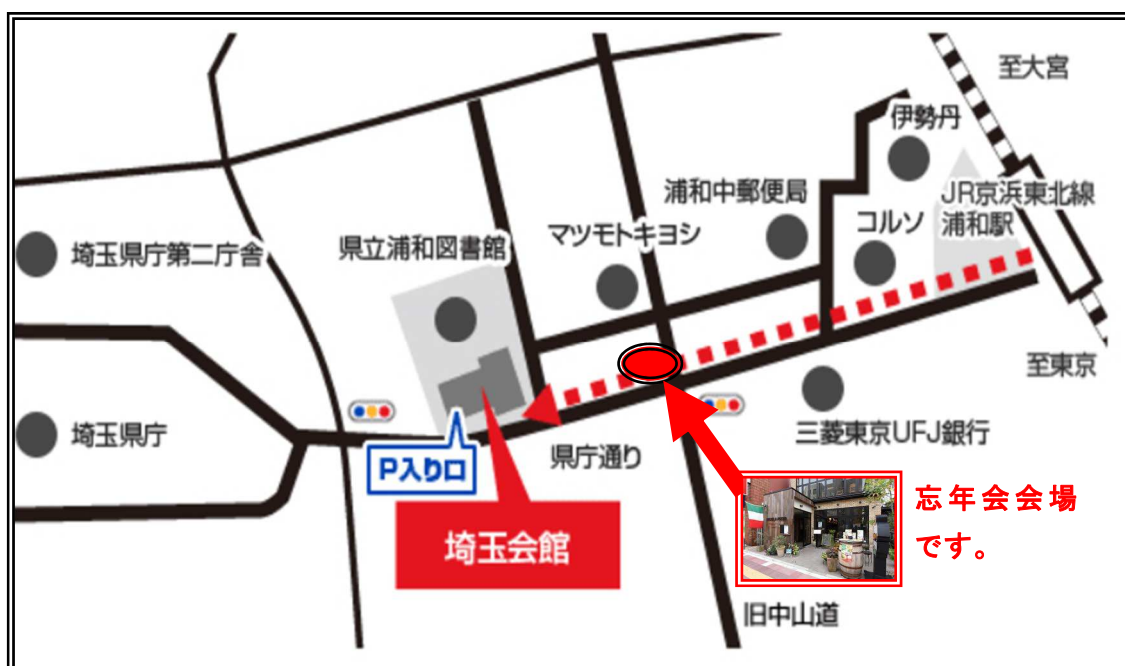 至大宮
伊勢丹
JR京浜東北線
浦和駅
浦和中郵便局
コルソ
マツモトキヨシ
県立浦和図書館
埼玉県庁第二庁舎
至東京
埼玉県庁
三菱東京UFJ銀行
県庁通り
P入り口
埼玉会館
忘年会会場
です。
旧中山道